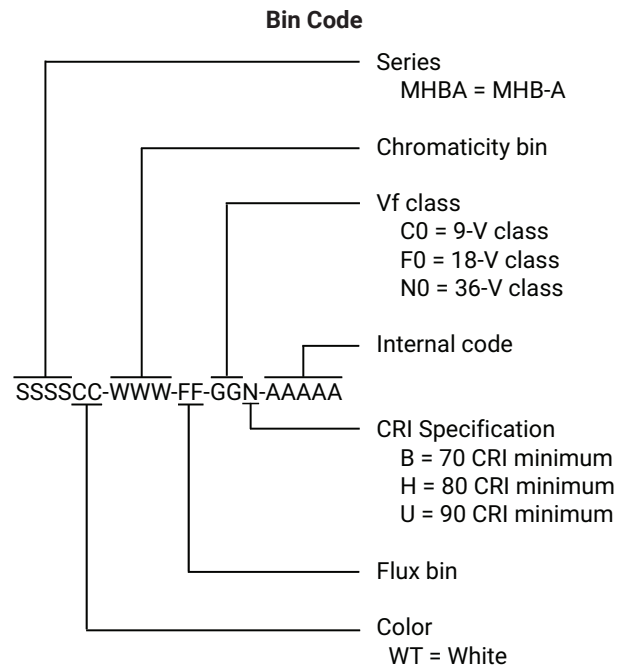 Bin Code
Series
MHBA = MHB-A
Chromaticity bin
Vf class
C0 = 9-V class
F0 = 18-V class
N0 = 36-V class
Internal code
SSSSCC-WWW-FF-GGN-AAAAA
CRI Specification
B = 70 CRI minimum
H = 80 CRI minimum
U = 90 CRI minimum
Flux bin
Color
WT = White